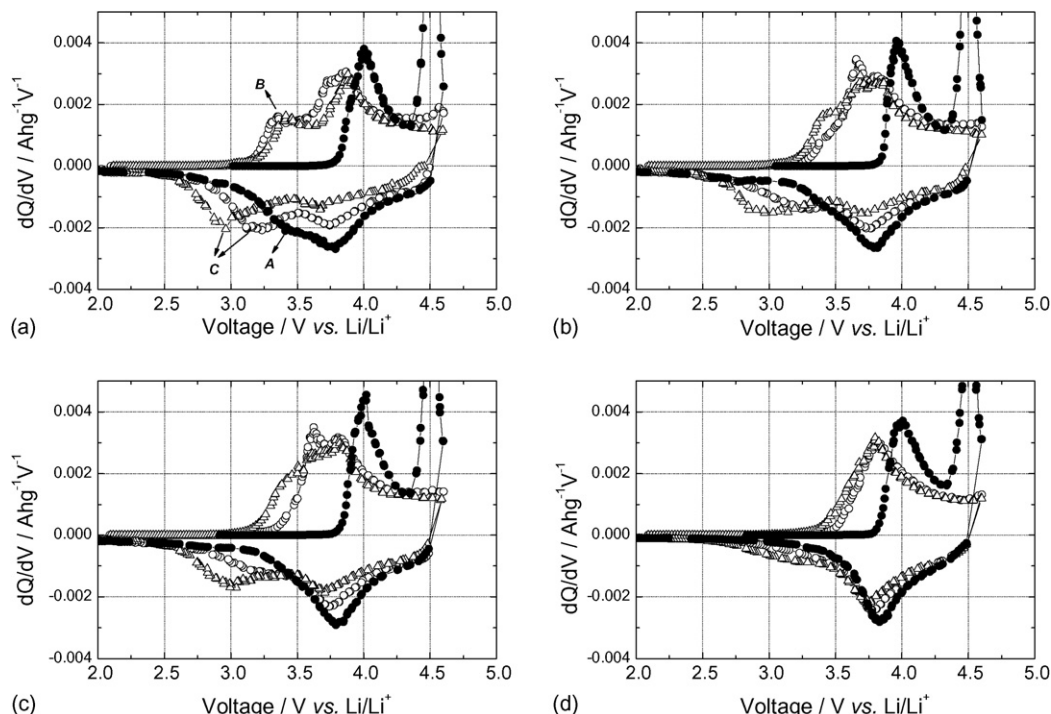 0.004
0.002
0.000
-0.002
-0.004
dQ/dV / Ahg⁻¹V⁻¹
B
C
A
2.0 2.5 3.0 3.5 4.0 4.5 5.0
(a)
Voltage / V vs. Li/Li⁺
0.004
0.002
0.000
-0.002
-0.004
dQ/dV / Ahg⁻¹V⁻¹
2.0 2.5 3.0 3.5 4.0 4.5 5.0
(b)
Voltage / V vs. Li/Li⁺
0.004
0.002
0.000
-0.002
-0.004
dQ/dV / Ahg⁻¹V⁻¹
2.0 2.5 3.0 3.5 4.0 4.5 5.0
(c)
Voltage / V vs. Li/Li⁺
0.004
0.002
0.000
-0.002
-0.004
dQ/dV / Ahg⁻¹V⁻¹
2.0 2.5 3.0 3.5 4.0 4.5 5.0
(d)
Voltage / V vs. Li/Li⁺